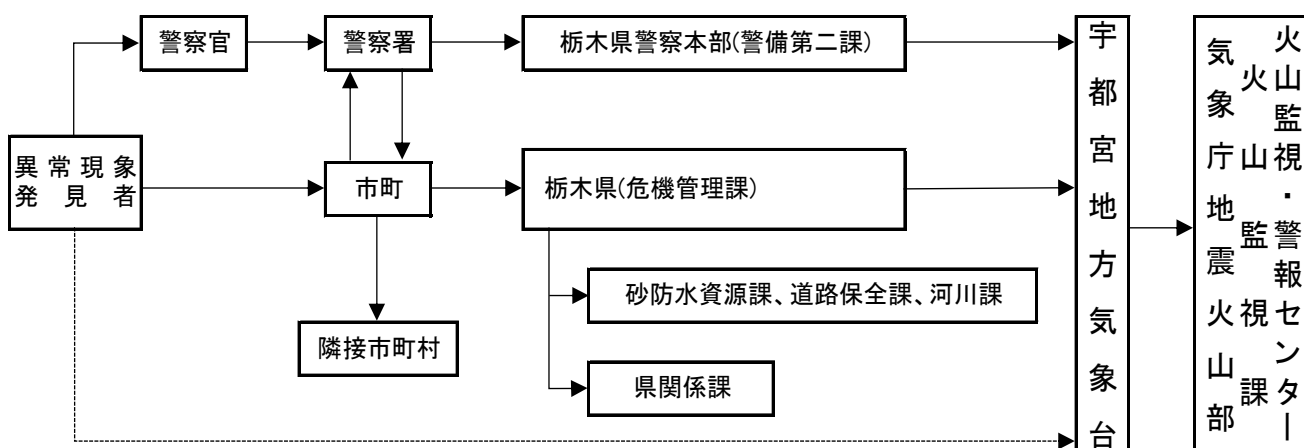 警察官
警察署
栃木県警察本部(警備第二課)
異常現象
発見者
市町
栃木県(危機管理課)
砂防水資源課、道路保全課、河川課
隣接市町村
県関係課
宇都宮地方気象台
火山監視・警報センター
火山監視課
気象庁地震火山部